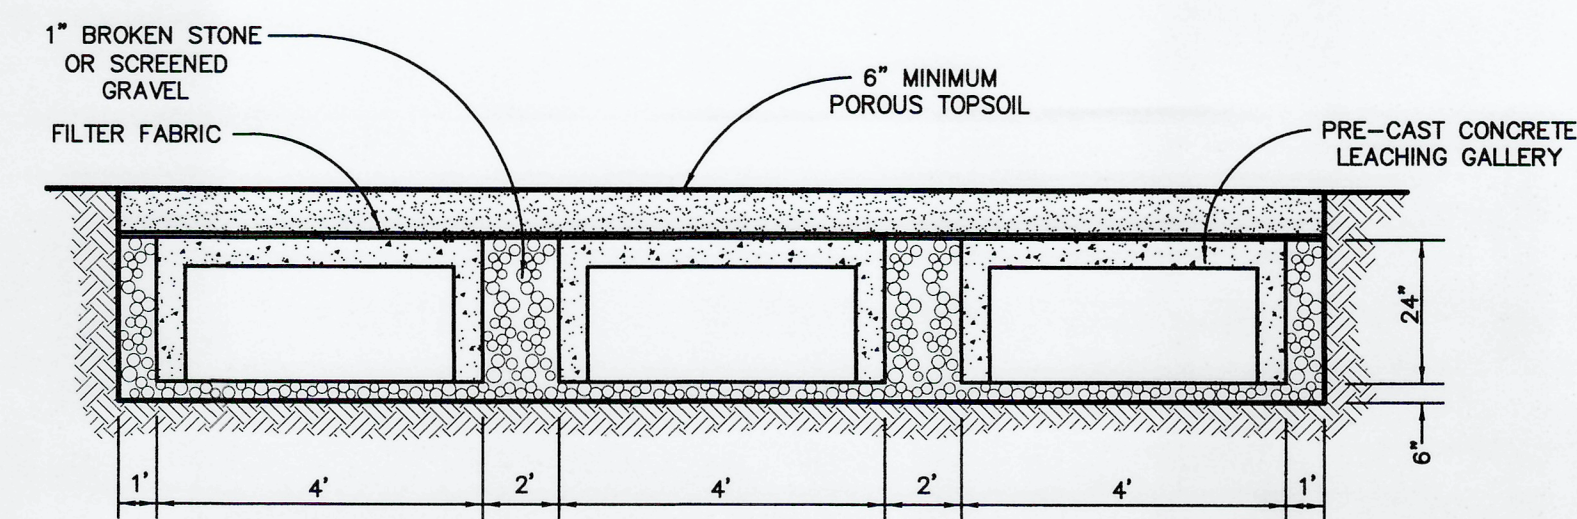 1" BROKEN STONE
OR SCREENED
GRAVEL
FILTER FABRIC
6" MINIMUM
POROUS TOPSOIL
PRE-CAST CONCRETE
LEACHING GALLERY
24"
6"
1' 4' 2' 4' 2' 4' 1'